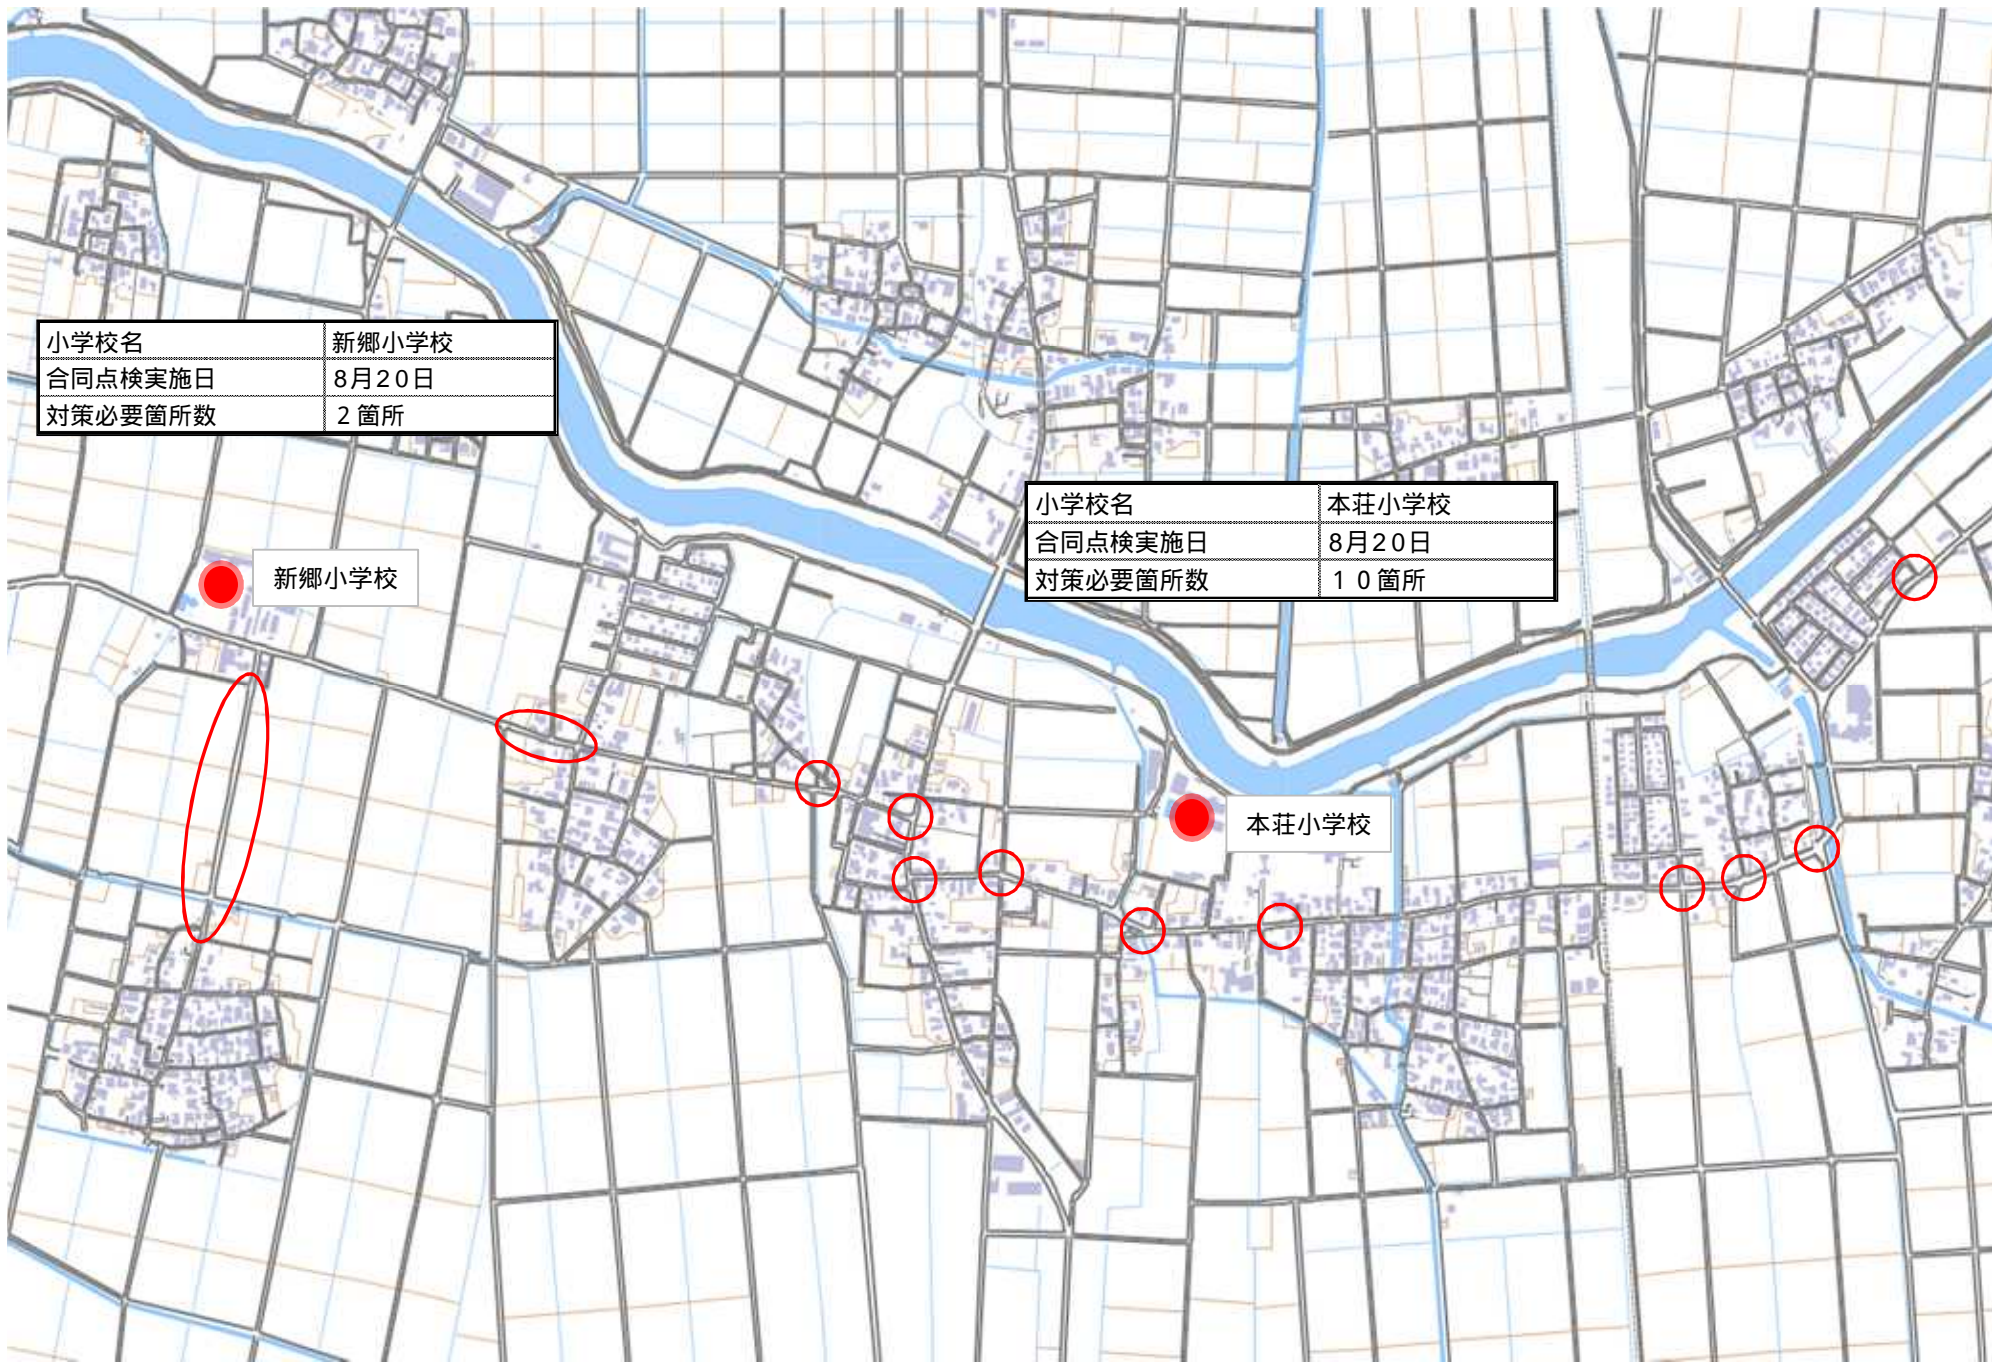 小学校名 新郷小学校
合同点検実施日 8月20日
対策必要箇所数 2箇所
小学校名 本荘小学校
合同点検実施日 8月20日
対策必要箇所数 10箇所
新郷小学校
本荘小学校